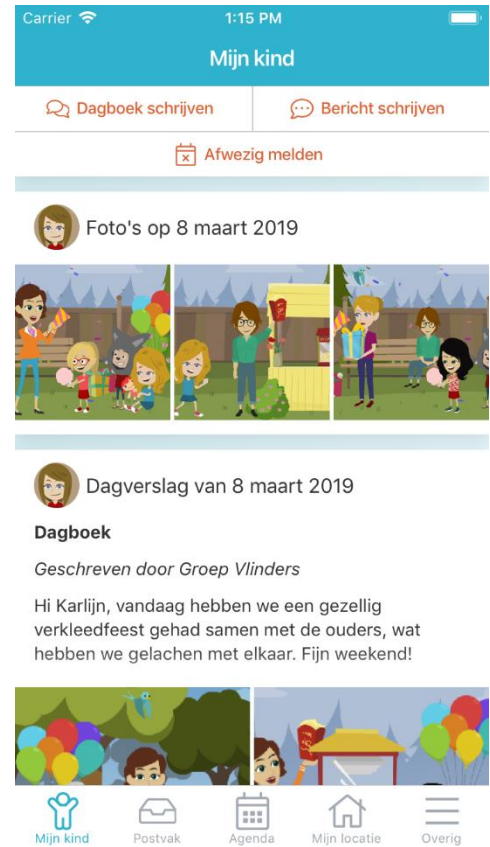 Carrier 1:15 PM
Mijn kind
Dagboek schrijven Bericht schrijven
Afwezig melden
Foto's op 8 maart 2019
Dagverslag van 8 maart 2019
Dagboek
Geschreven door Groep Vlinders
Hi Karlijn, vandaag hebben we een gezellig
verkleedfeest gehad samen met de ouders, wat
hebben we gelachen met elkaar. Fijn weekend!
Mijn kind Postvak Agenda Mijn locatie Overig